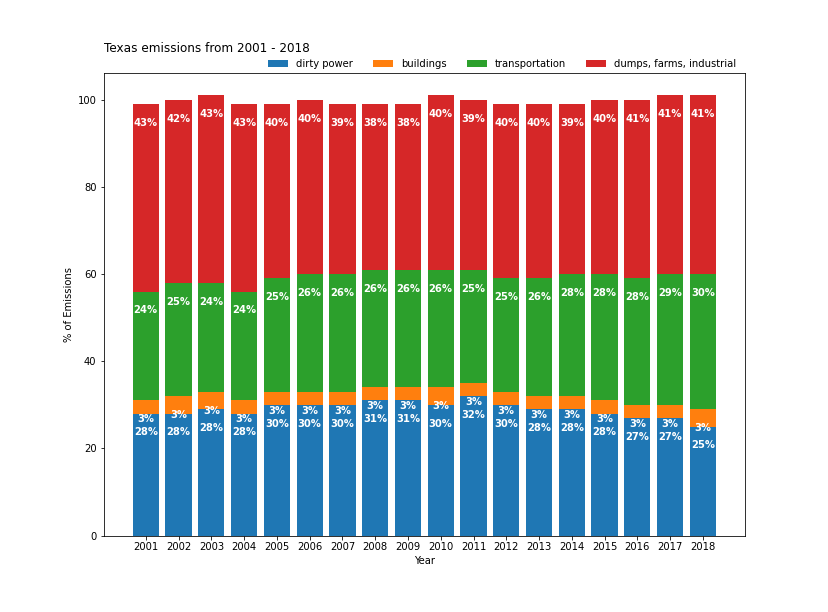 Texas emissions from 2001 - 2018
dirty power buildings transportation dumps, farms, industrial
100
80
60
40
20
0
% of Emissions
43% 42% 43% 43% 40% 40% 39% 38% 38% 40% 39% 40% 40% 39% 40% 41% 41% 41%
24% 25% 24% 24% 25% 26% 26% 26% 26% 26% 25% 25% 26% 28% 28% 28% 29% 30%
3% 3% 3% 3% 3% 3% 3% 3% 3% 3% 3% 3% 3% 3% 3% 3% 3% 3%
28% 28% 28% 28% 30% 30% 30% 31% 31% 30% 32% 30% 28% 28% 28% 27% 27% 25%
2001 2002 2003 2004 2005 2006 2007 2008 2009 2010 2011 2012 2013 2014 2015 2016 2017 2018
Year